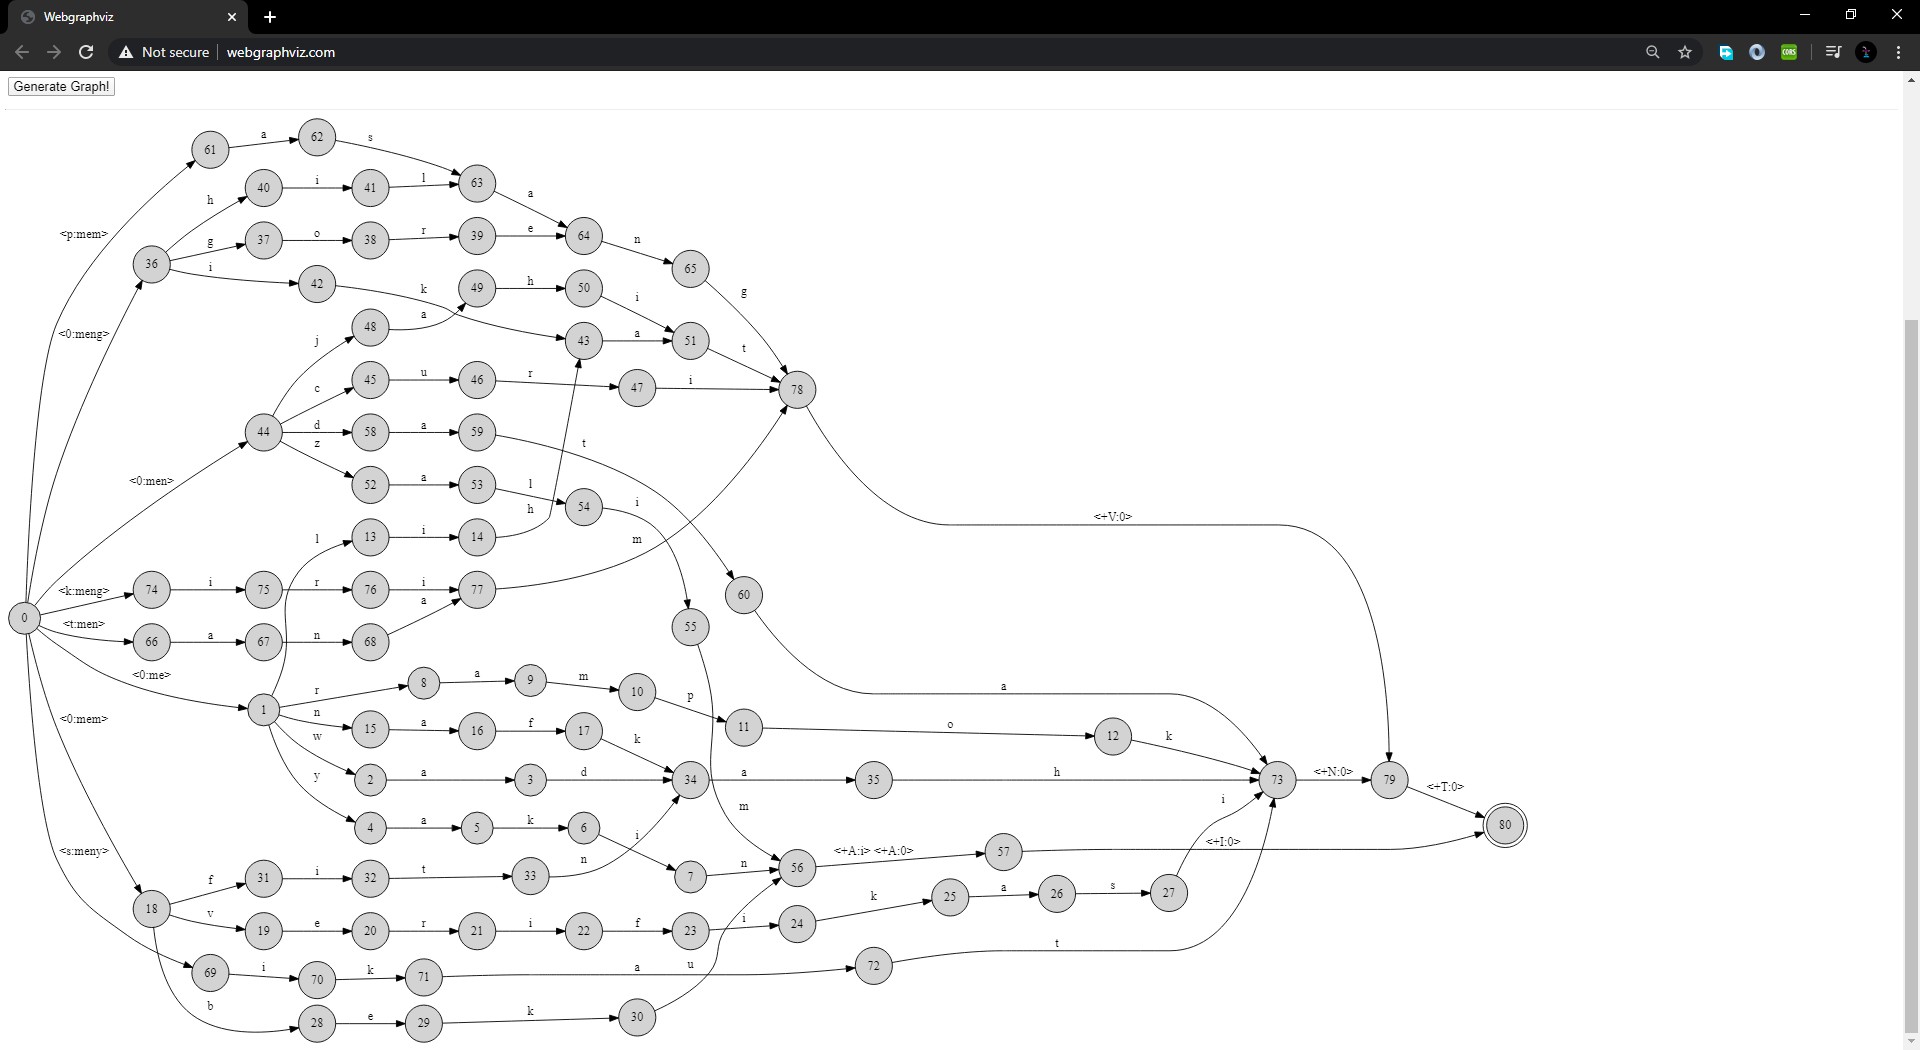 Webgraphviz
Not secure
webgraphviz.com
CORS
Generate Graph!
62
a
s
61
63
40
i
41
l
h
a
<p:mem>
g
37
o
38
r
39
e
64
n
36
i
65
42
k
49
h
50
i
g
<0:meng>
j
48
a
43
a
51
t
c
45
u
46
r
47
i
78
44
d
58
a
59
t
z
<0:men>
52
a
53
l
54
i
h
<+V:0>
l
13
i
14
m
<k:meng>
74
i
75
r
76
i
77
a
60
0
<t:men>
66
a
67
n
68
55
<0:me>
r
8
a
9
m
10
p
a
1
n
15
a
16
f
17
k
11
o
12
k
<0:mem>
w
y
2
a
3
d
34
a
35
h
73
<+N:0>
79
<+T:0>
4
a
5
k
6
i
m
i
80
<s:meny>
n
7
n
56
<+A:i> <+A:0>
57
<+I:0>
f
31
i
32
t
33
18
v
19
e
20
r
21
i
22
f
23
i
24
k
25
a
26
s
27
69
i
70
k
71
a
u
72
t
b
28
e
29
k
30